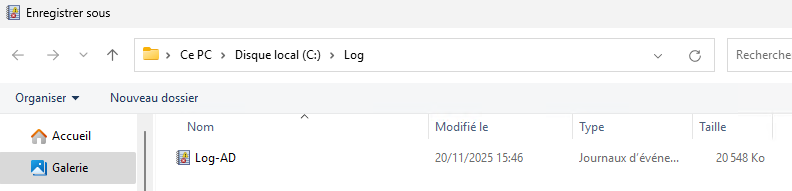 Enregistrer sous
Ce PC > Disque local (C:) > Log
Recherche
Organiser
Nouveau dossier
Nom
Modifié le
Type
Taille
Accueil
Galerie
Log-AD
20/11/2025 15:46
Journaux d'événe...
20 548 Ko